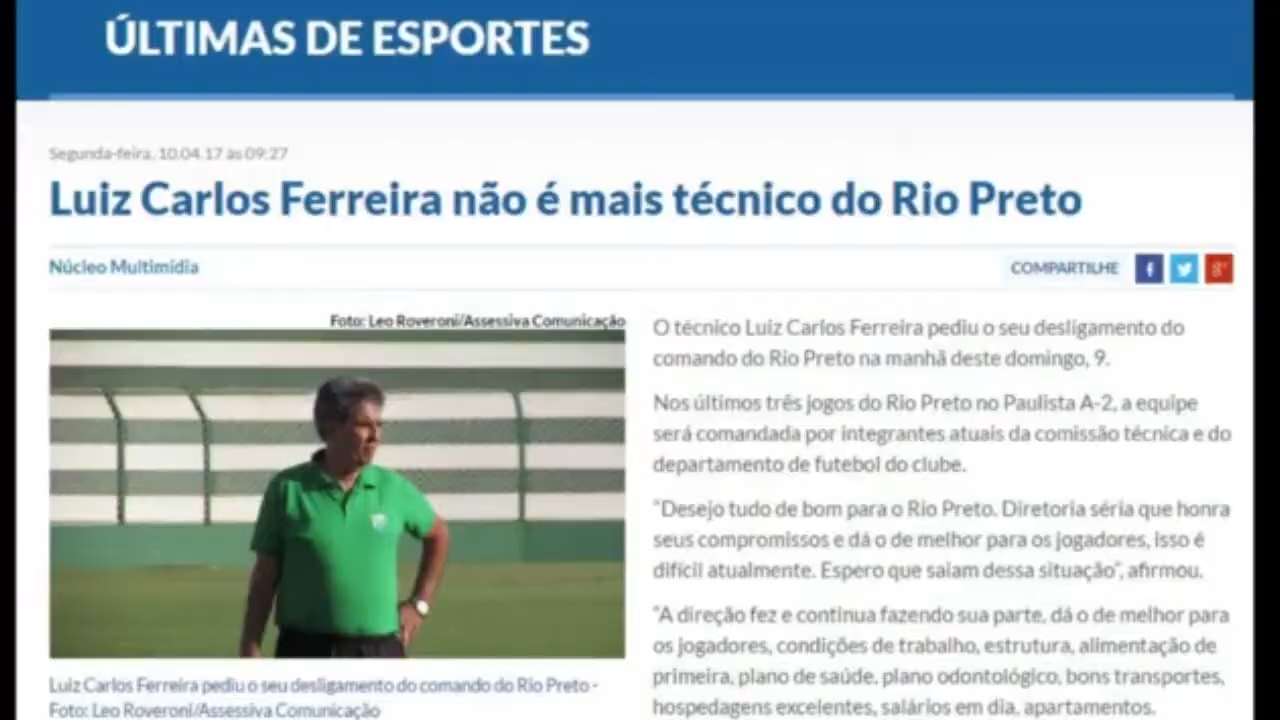 ÚLTIMAS DE ESPORTES
Segunda-feira, 10.04.17 às 09:27
Luiz Carlos Ferreira não é mais técnico do Rio Preto
Núcleo Multimídia
COMPARTILHE
Foto: Leo Roveroni/Assessiva Comunicação
Luiz Carlos Ferreira pediu o seu desligamento do comando do Rio Preto -
Foto: Leo Roveroni/Assessiva Comunicação
O técnico Luiz Carlos Ferreira pediu o seu desligamento do
comando do Rio Preto na manhã deste domingo, 9.
Nos últimos três jogos do Rio Preto no Paulista A-2, a equipe
será comandada por integrantes atuais da comissão técnica e do
departamento de futebol do clube.
"Desejo tudo de bom para o Rio Preto. Diretoria séria que honra
seus compromissos e dá o de melhor para os jogadores, isso é
difícil atualmente. Espero que saiam dessa situação", afirmou.
"A direção fez e continua fazendo sua parte, dá o de melhor para
os jogadores, condições de trabalho, estrutura, alimentação de
primeira, plano de saúde, plano odontológico, bons transportes,
hospedagens excelentes, salários em dia, apartamentos.